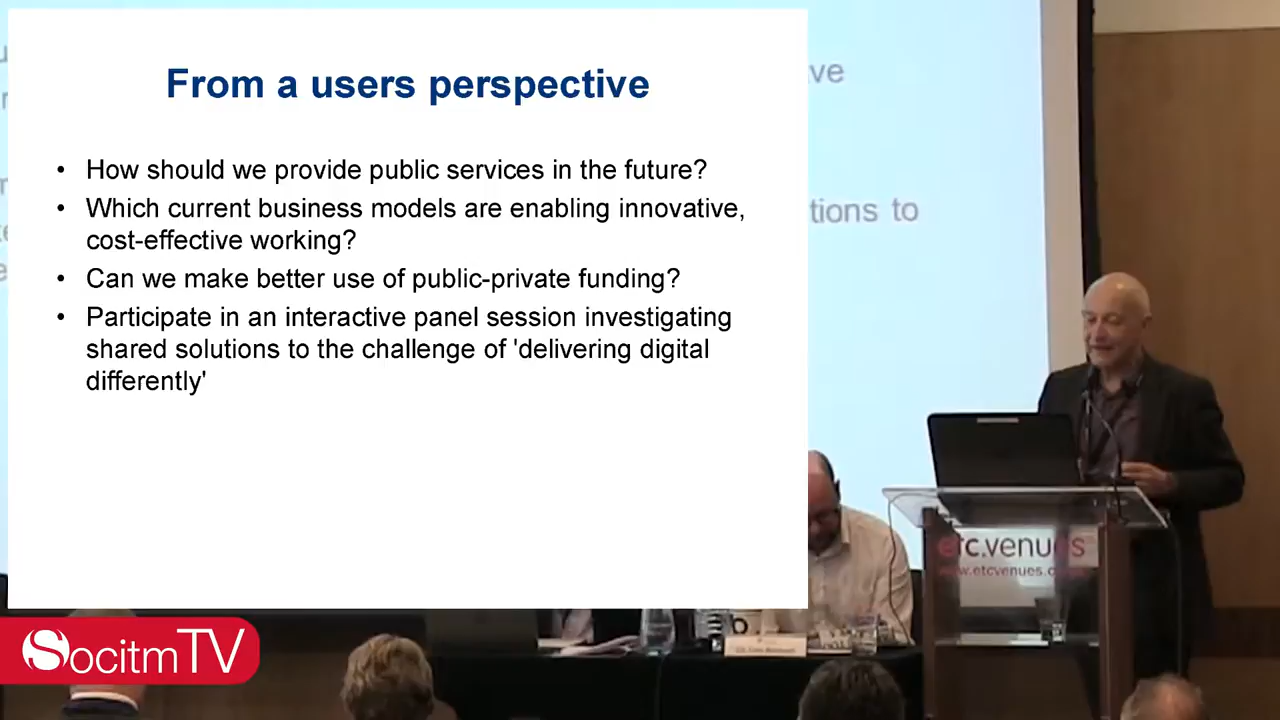 From a users perspective
• How should we provide public services in the future?
• Which current business models are enabling innovative,
cost-effective working?
• Can we make better use of public-private funding?
• Participate in an interactive panel session investigating
shared solutions to the challenge of 'delivering digital
differently'
ve
tions to
etc.venues
www.etcvenues.c
SocitmTV